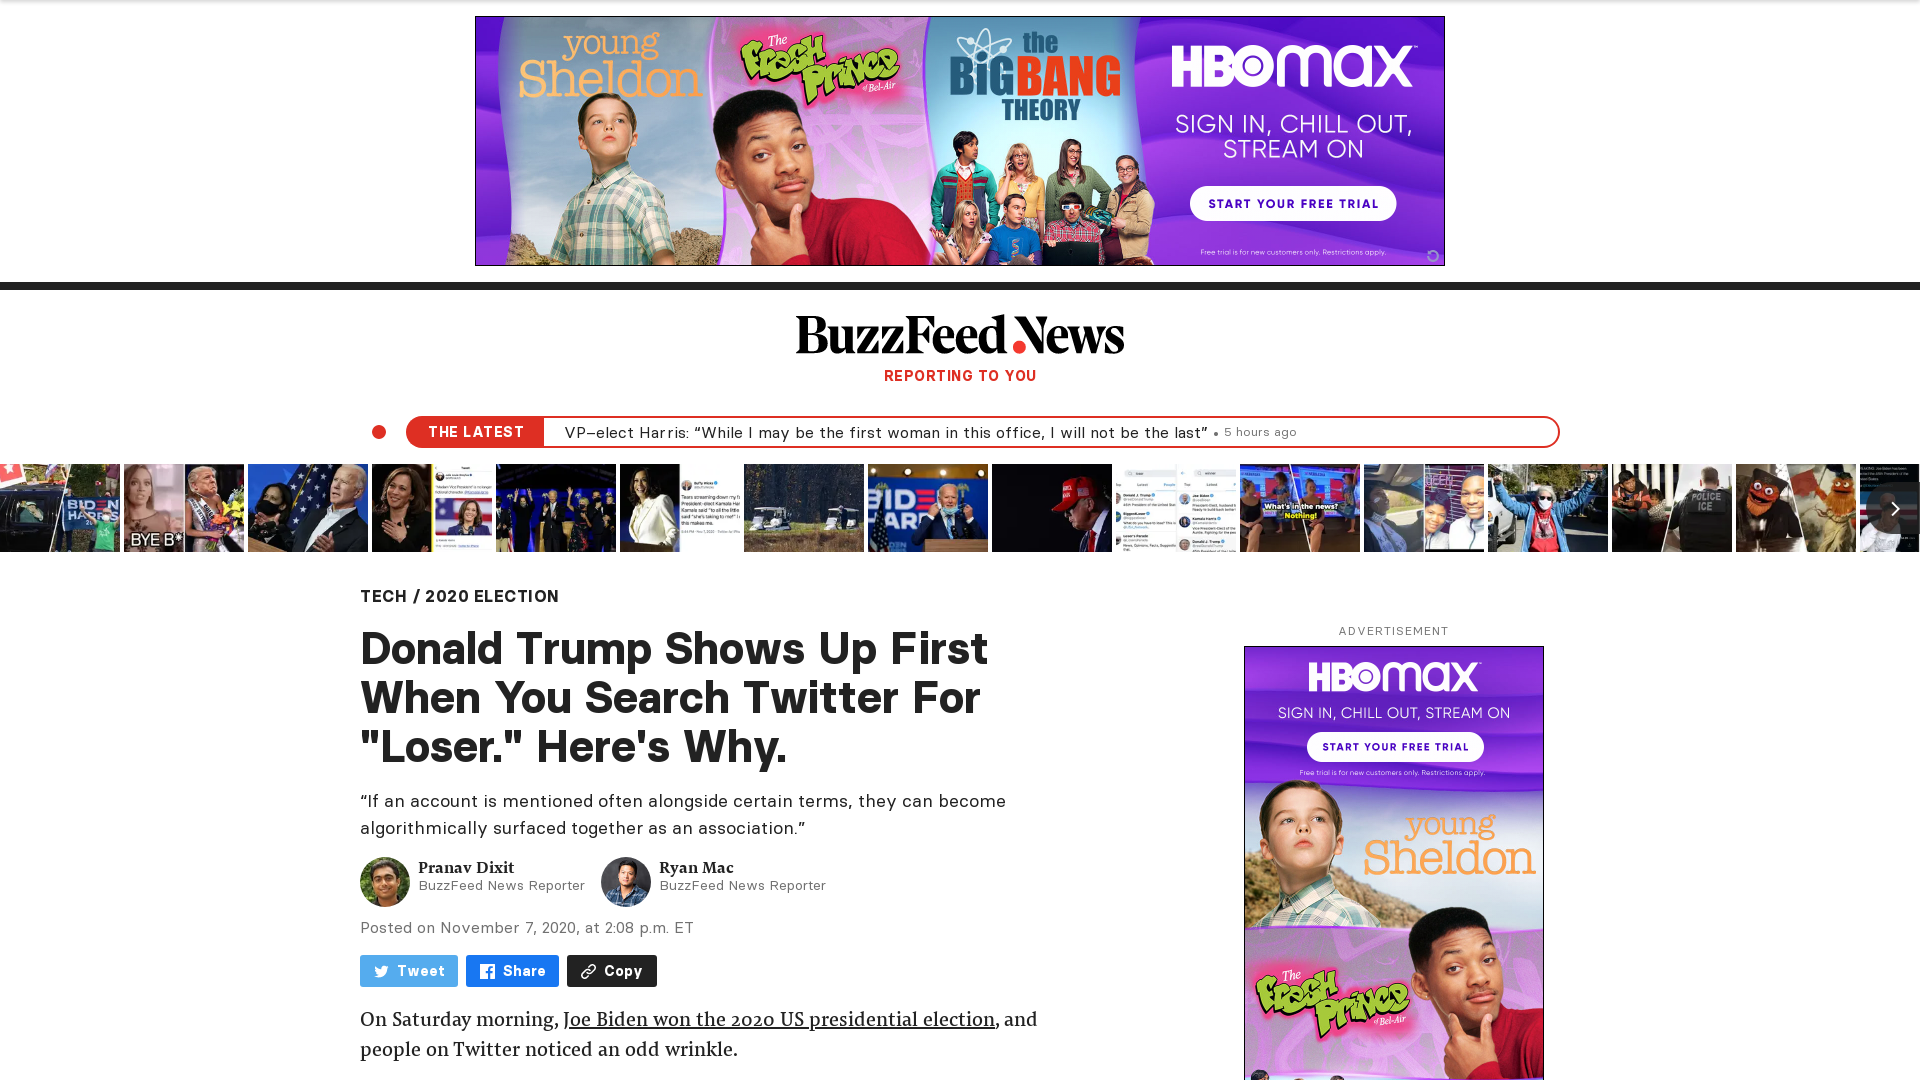 young
Sheldon
The
Fresh Prince
of Bel-Air
the
BIG BANG
THEORY
HBOmax
SIGN IN, CHILL OUT,
STREAM ON
START YOUR FREE TRIAL
Free trial is for new customers only. Restrictions apply.
BuzzFeed News
REPORTING TO YOU
THE LATEST
VP–elect Harris: “While I may be the first woman in this office, I will not be the last” • 5 hours ago
BIDEN
HARRIS
BYE B*
What's in the news?
Nothing!
POLICE
ICE
TECH / 2020 ELECTION
Donald Trump Shows Up First
When You Search Twitter For
"Loser." Here's Why.
“If an account is mentioned often alongside certain terms, they can become
algorithmically surfaced together as an association.”
Pranav Dixit
BuzzFeed News Reporter
Ryan Mac
BuzzFeed News Reporter
Posted on November 7, 2020, at 2:08 p.m. ET
Tweet
Share
Copy
On Saturday morning, Joe Biden won the 2020 US presidential election, and
people on Twitter noticed an odd wrinkle.
ADVERTISEMENT
HBOmax
SIGN IN, CHILL OUT, STREAM ON
START YOUR FREE TRIAL
Free trial is for new customers only. Restrictions apply.
young
Sheldon
The
Fresh Prince
of Bel-Air